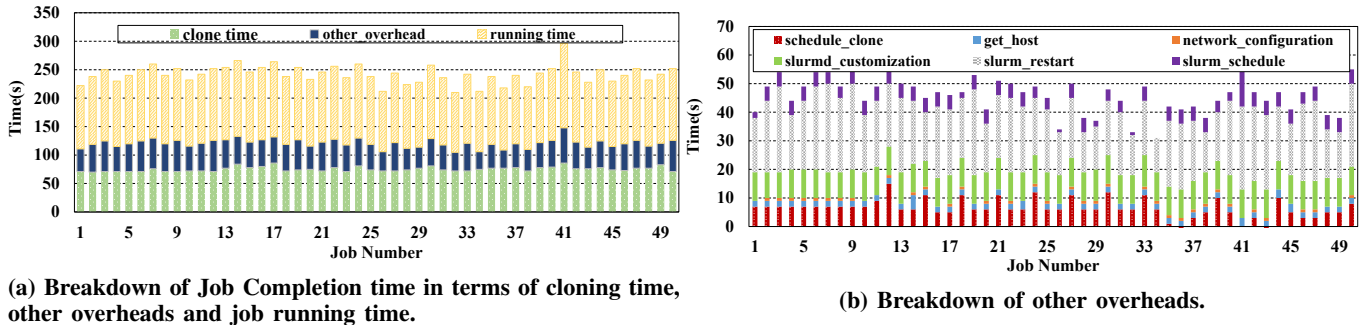 350
300
250
200
150
100
50
0
Time(s)
clone time other_overhead running time
1 5 9 13 17 21 25 29 33 37 41 45 49
Job Number
(a) Breakdown of Job Completion time in terms of cloning time,
other overheads and job running time.
70
60
50
40
30
20
10
0
Time(s)
schedule_clone get_host network_configuration
slurmd_customization slurm_restart slurm_schedule
1 5 9 13 17 21 25 29 33 37 41 45 49
Job Number
(b) Breakdown of other overheads.